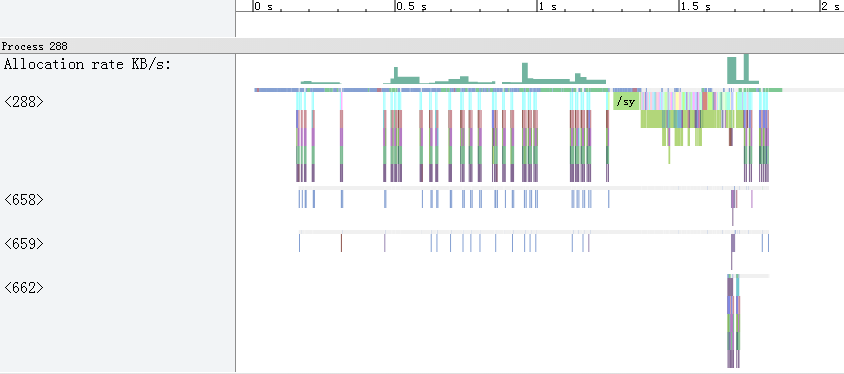 0 s 0.5 s 1 s 1.5 s 2 s
Process 288
Allocation rate KB/s:
<288>
/sy
<658>
<659>
<662>